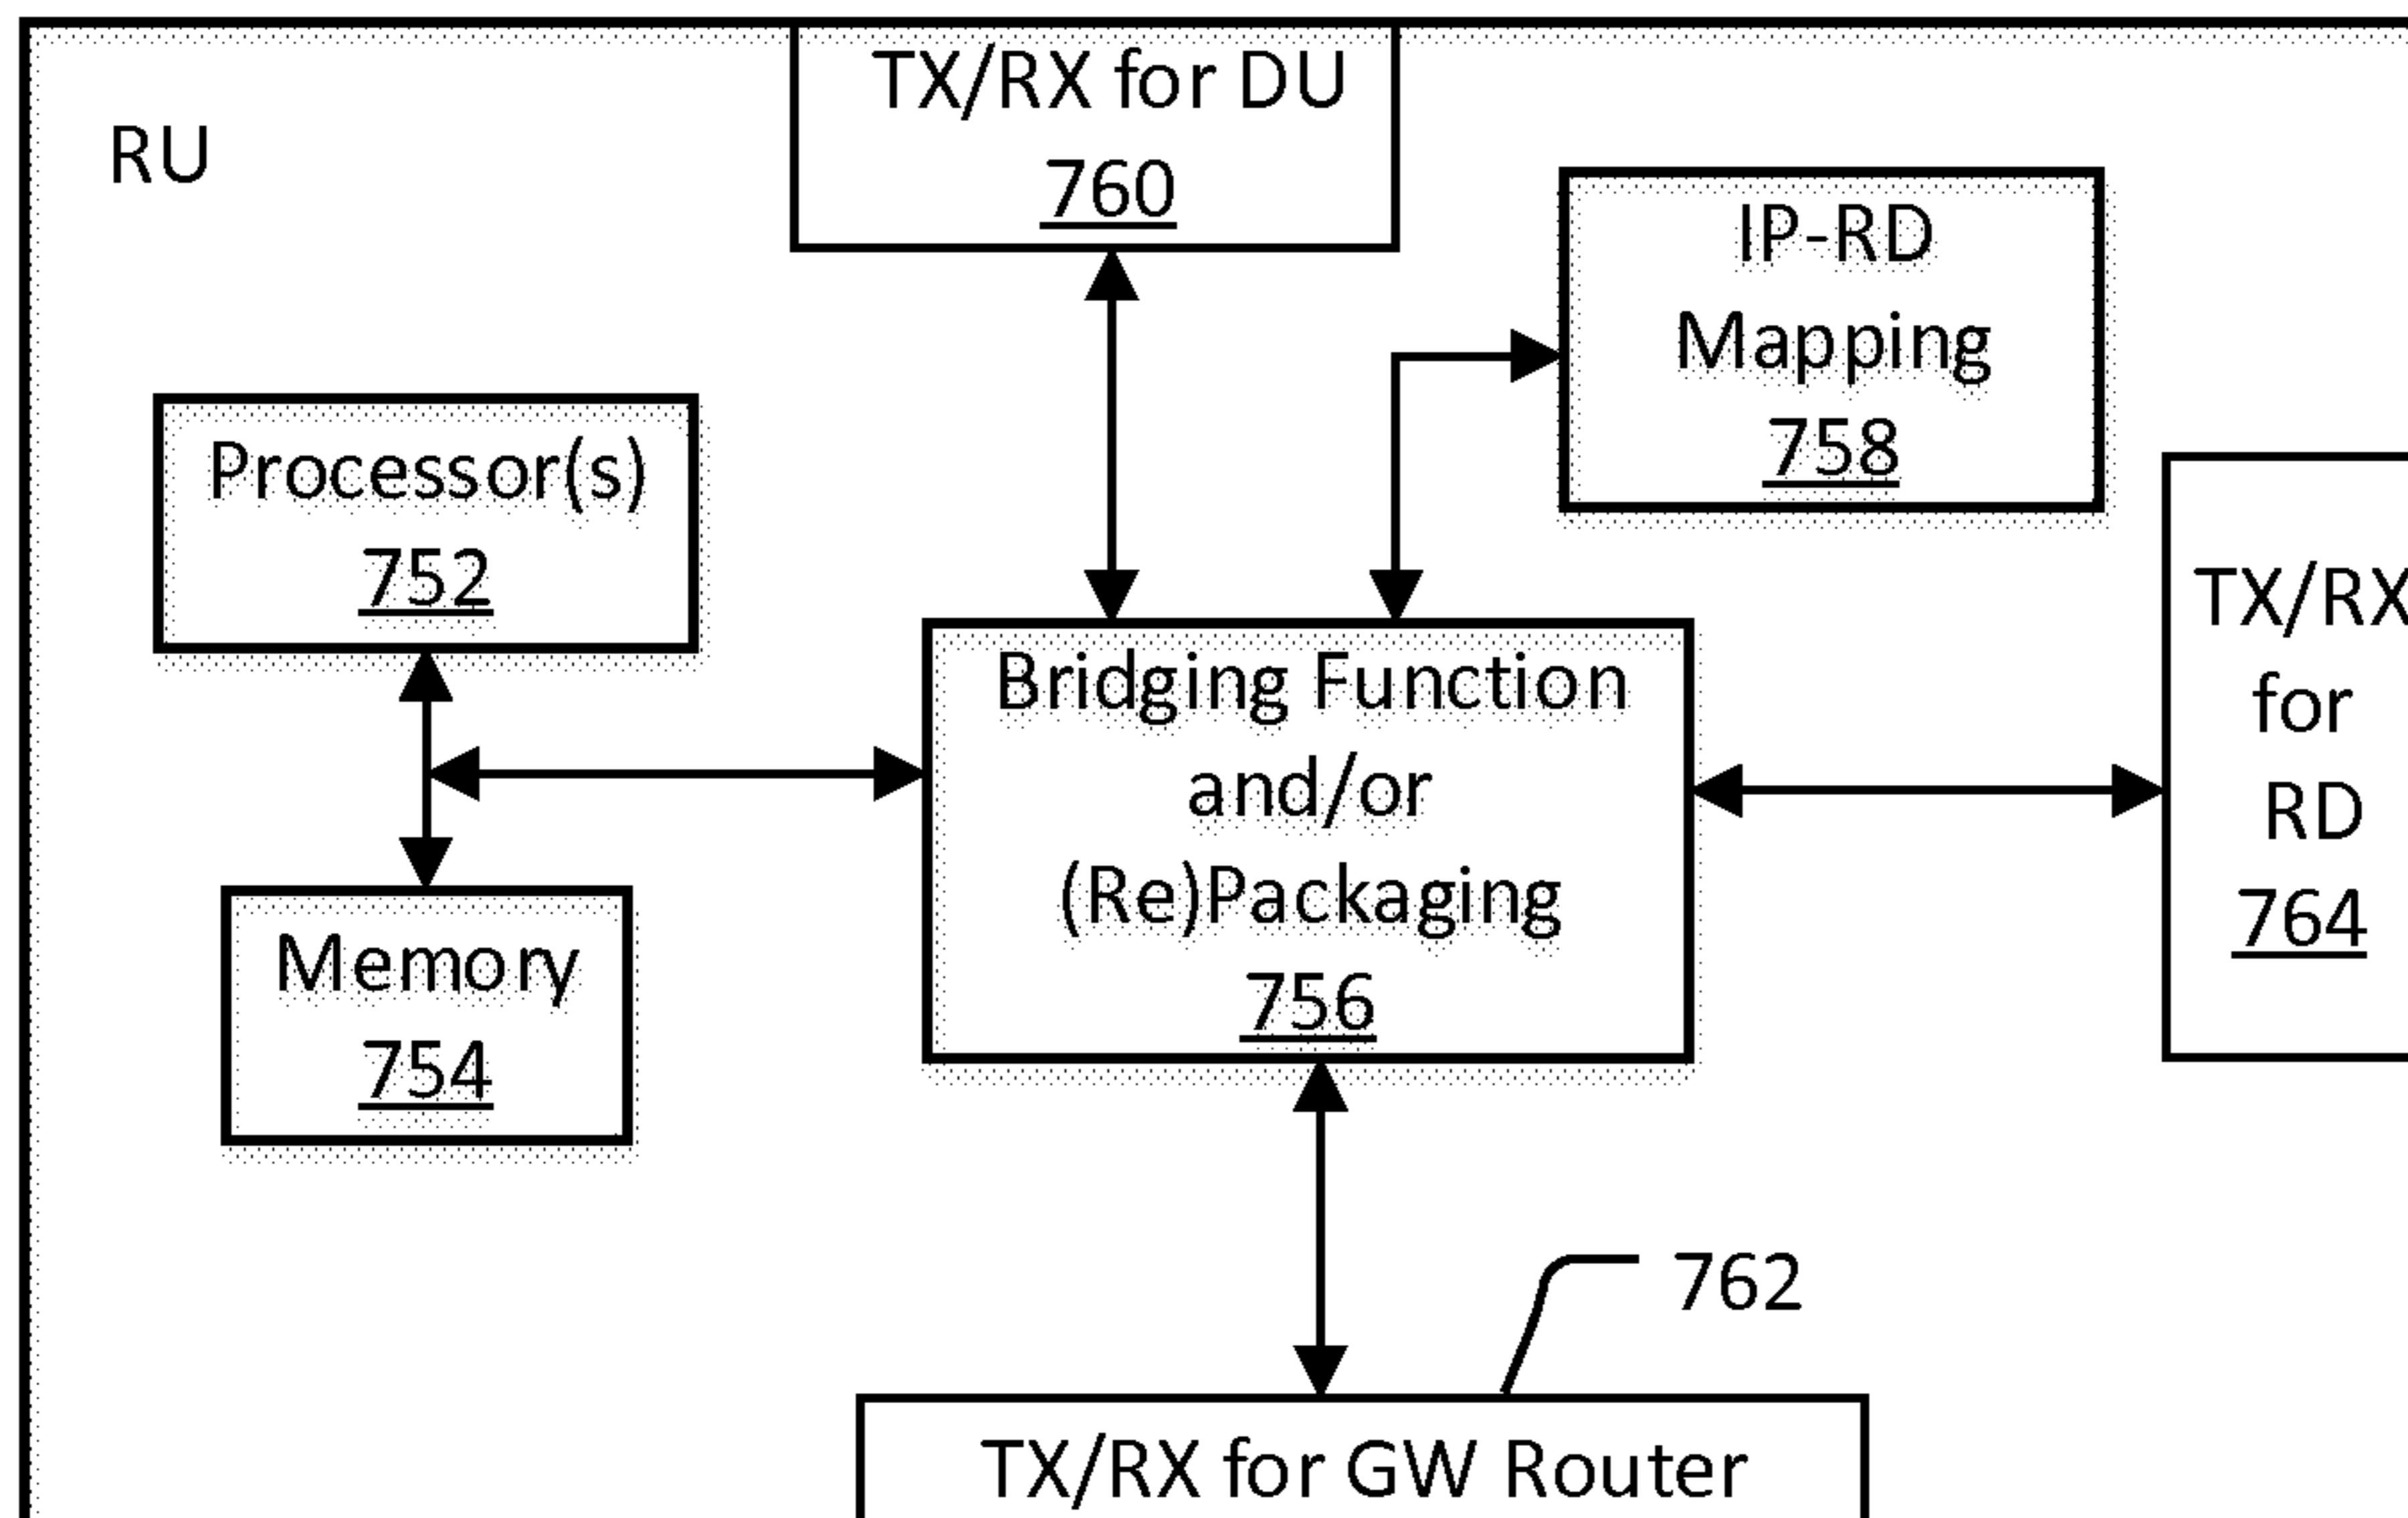 TX/RX for DU
760
RU
IP-RD
Mapping
758
Processor(s)
752
TX/RX
for
RD
764
Bridging Function
and/or
(Re)Packaging
756
Memory
754
762
TX/RX for GW Router